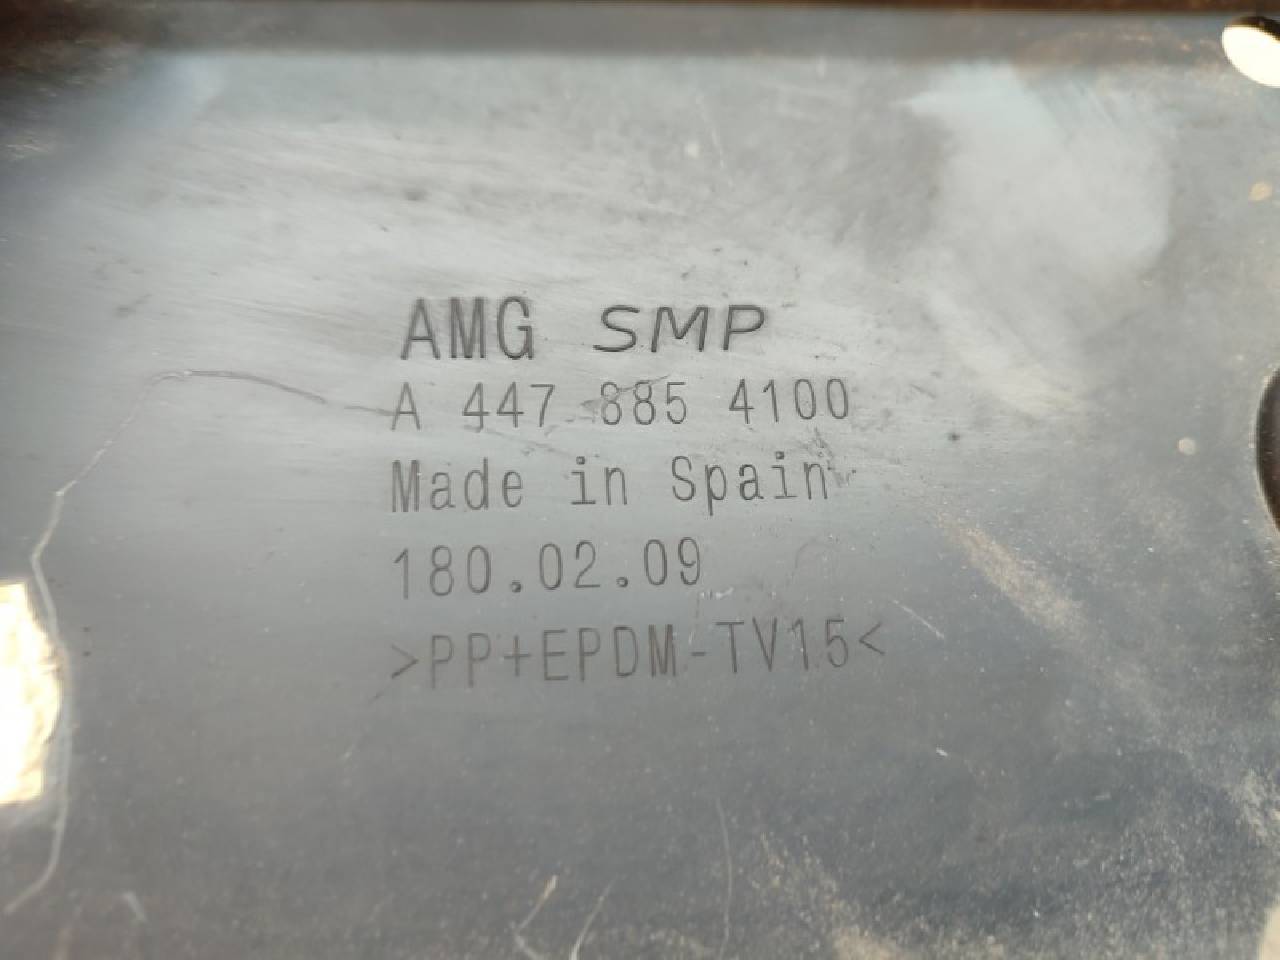 AMG SMP
A 447 885 4100
Made in Spain
180.02.09
>PP+EPDM-TV15<